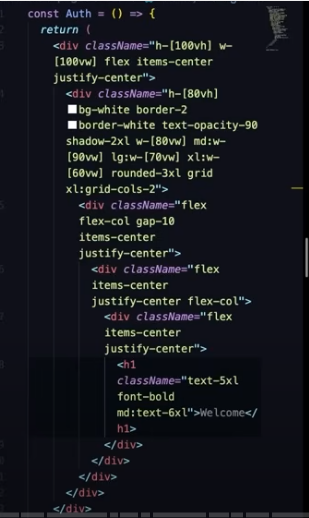 const Auth = () => {
return (
<div className="h-[100vh] w-
[100vw] flex items-center
justify-center">
<div className="h-[80vh]
bg-white border-2
border-white text-opacity-90
shadow-2xl w-[80vw] md:w-
[90vw] lg:w-[70vw] xl:w-
[60vw] rounded-3xl grid
xl:grid-cols-2">
<div className="flex
flex-col gap-10
items-center
justify-center">
<div className="flex
items-center
justify-center flex-col">
<div className="flex
items-center
justify-center">
<h1
className="text-5xl
font-bold
md:text-6xl">Welcome</
h1>
</div>
</div>
</div>
</div>
</div>